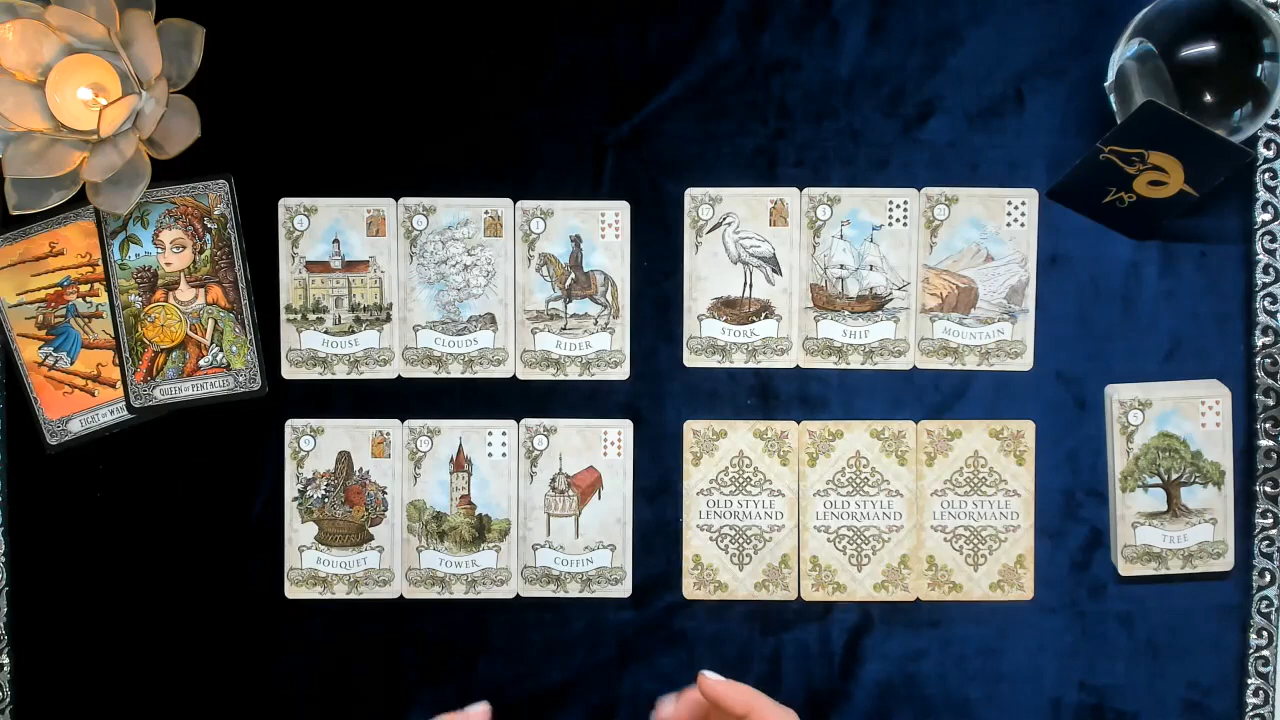 4
HOUSE
6
CLOUDS
1
RIDER
17
STORK
3
SHIP
21
MOUNTAIN
EIGHT OF WAN
QUEEN OF PENTACLES
9
BOUQUET
19
TOWER
8
COFFIN
OLD STYLE
LENORMAND
OLD STYLE
LENORMAND
OLD STYLE
LENORMAND
5
TREE